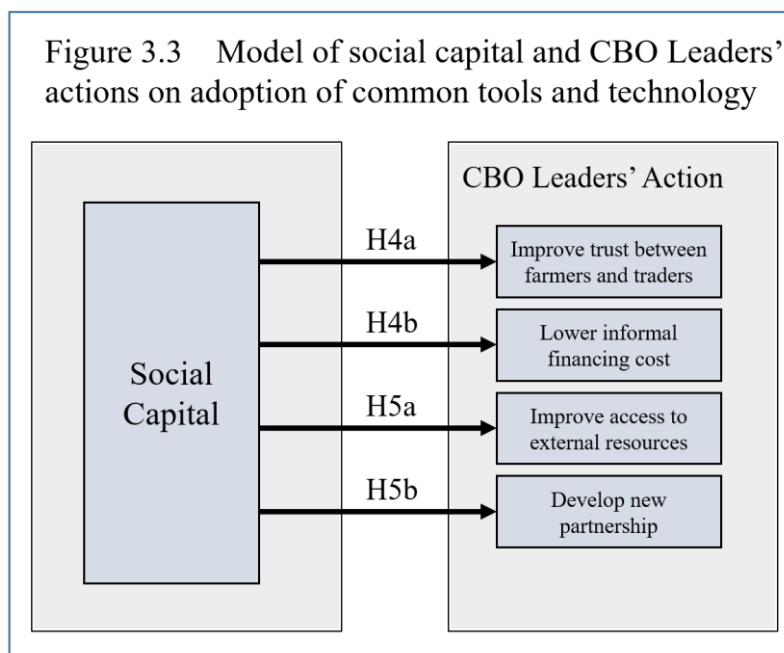 Figure 3.3 Model of social capital and CBO Leaders’
actions on adoption of common tools and technology
CBO Leaders’ Action
Social
Capital
H4a
Improve trust between
farmers and traders
H4b
Lower informal
financing cost
H5a
Improve access to
external resources
H5b
Develop new
partnership